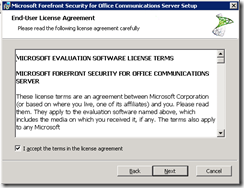 Microsoft Forefront Security for Office Communications Server Setup
End-User License Agreement
Please read the following license agreement carefully
MICROSOFT EVALUATION SOFTWARE LICENSE TERMS
MICROSOFT FOREFRONT SECURITY FOR OFFICE COMMUNICATIONS
SERVER
These license terms are an agreement between Microsoft Corporation
(or based on where you live, one of its affiliates) and you. Please read
them. They apply to the evaluation software named above, which
includes the media on which you received it, if any. The terms also apply
to any Microsoft
I accept the terms in the license agreement
Back Next Cancel